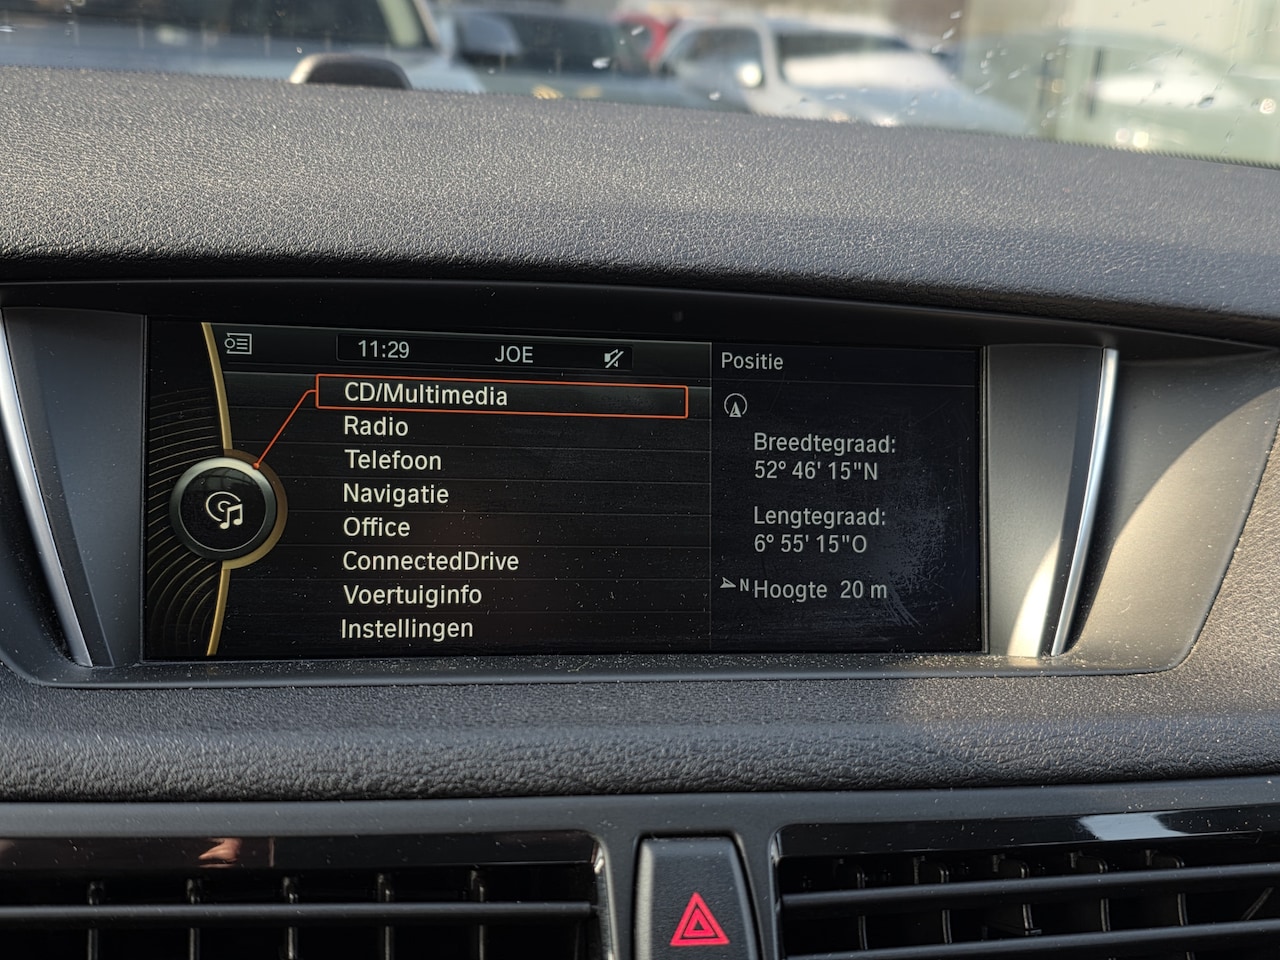 11:29 JOE
CD/Multimedia
Radio
Telefoon
Navigatie
Office
ConnectedDrive
Voertuiginfo
Instellingen
Positie
Breedtegraad:
52° 46' 15"N
Lengtegraad:
6° 55' 15"O
N Hoogte 20 m